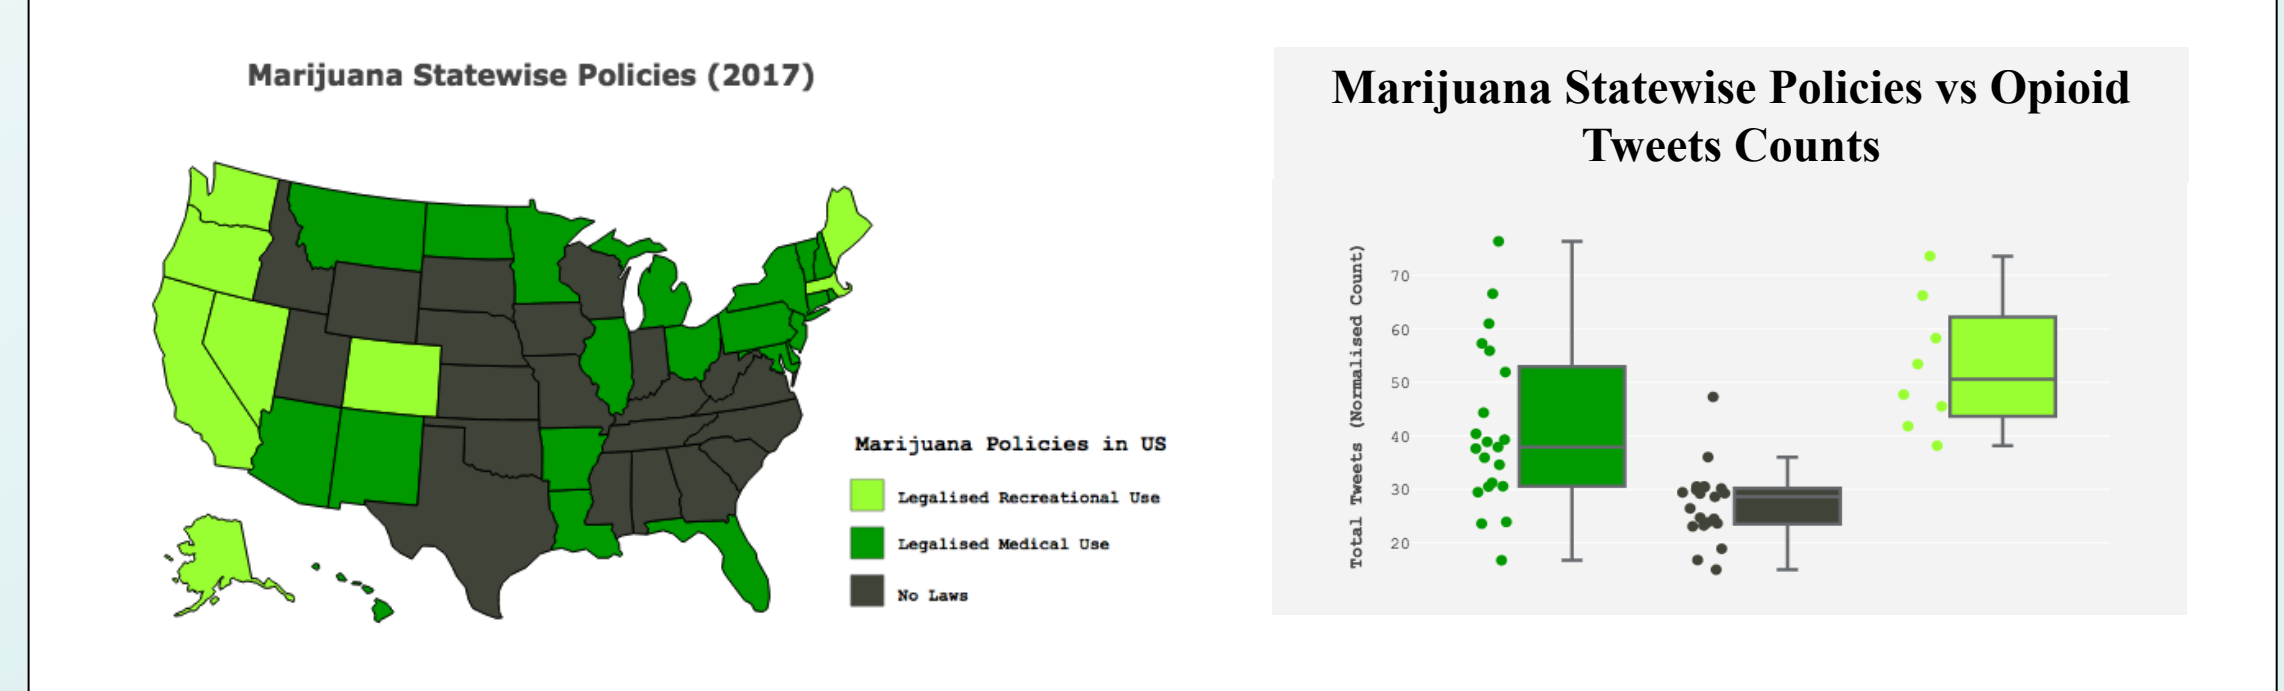 Marijuana Statewise Policies (2017)
Marijuana Policies in US
Legalised Recreational Use
Legalised Medical Use
No Laws
Marijuana Statewise Policies vs Opioid
Tweets Counts
Total Tweets (Normalised Count)
70
60
50
40
30
20